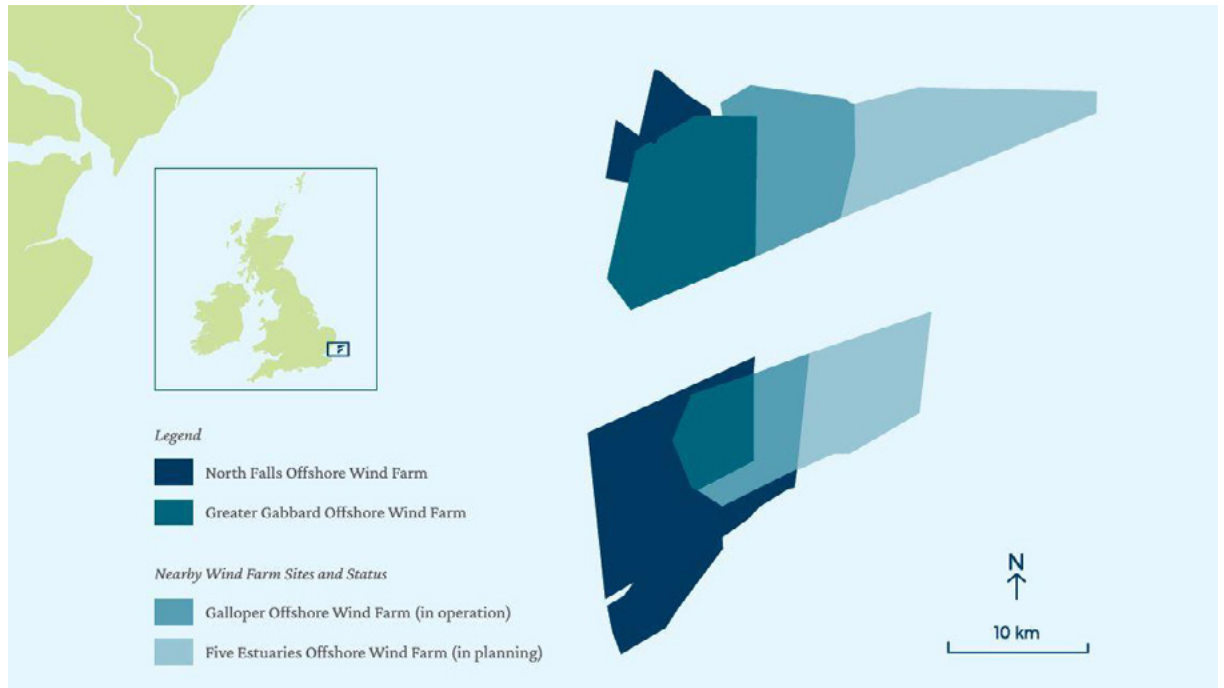 Legend
North Falls Offshore Wind Farm
Greater Gabbard Offshore Wind Farm
Nearby Wind Farm Sites and Status
Galloper Offshore Wind Farm (in operation)
Five Estuaries Offshore Wind Farm (in planning)
N
10 km